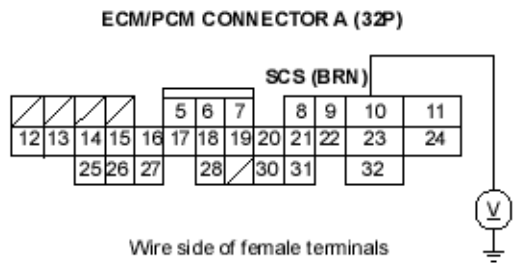 ECM/PCM CONNECTOR A (32P)
SCS (BRN)
5 6 7 8 9 10 11
12 13 14 15 16 17 18 19 20 21 22 23 24
25 26 27 28 30 31 32
V
Wire side of female terminals